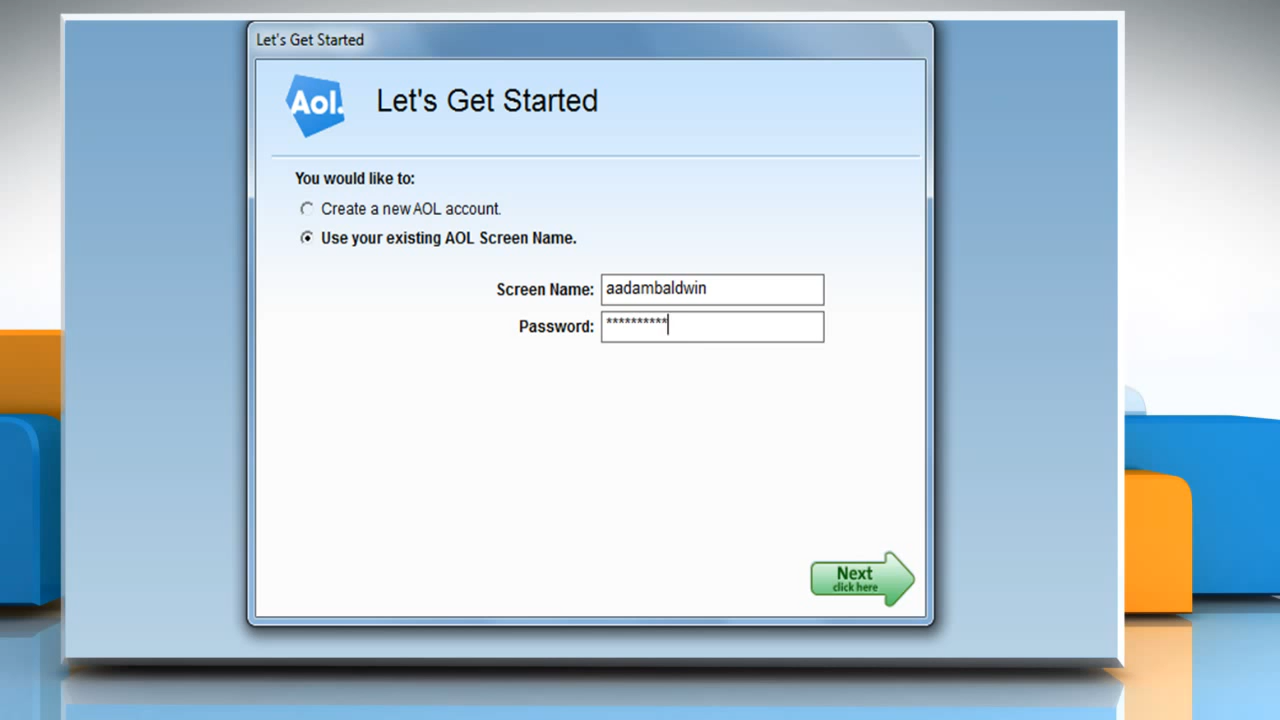 Let's Get Started
Aol.
Let's Get Started
You would like to:
Create a new AOL account.
Use your existing AOL Screen Name.
Screen Name: aadambaldwin
Password: **********
Next
click here